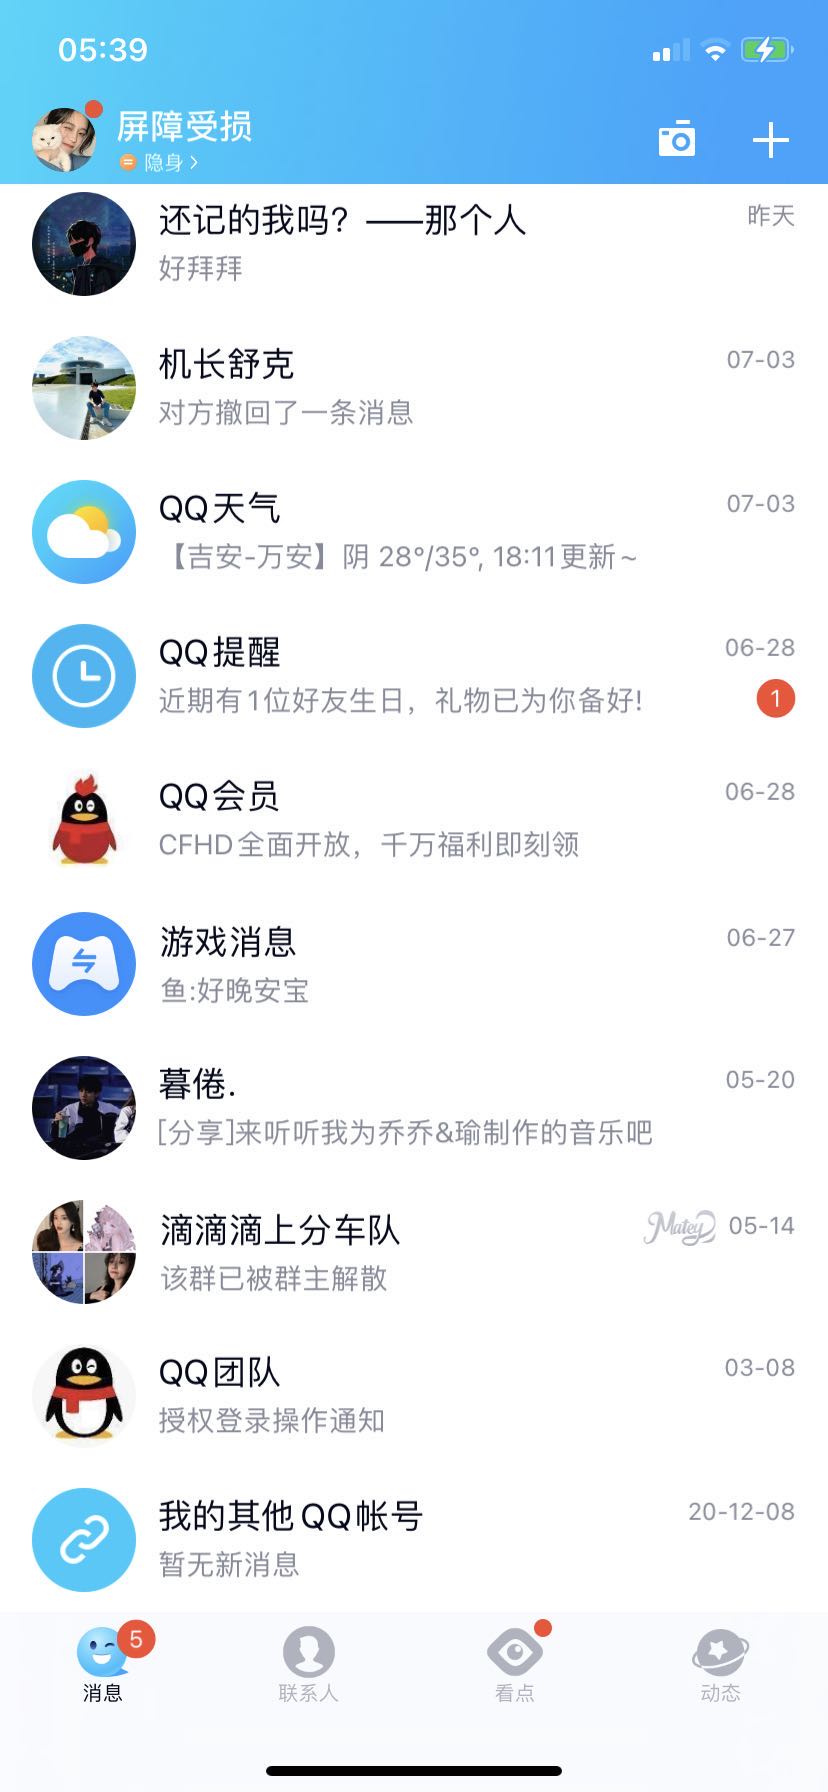 05:39
屏障受损
隐身
还记的我吗？——那个人
昨天
好拜拜
机长舒克
07-03
对方撤回了一条消息
QQ天气
07-03
【吉安-万安】阴 28°/35°, 18:11更新~
QQ提醒
06-28
近期有1位好友生日，礼物已为你备好!
1
QQ会员
06-28
CFHD全面开放，千万福利即刻领
游戏消息
06-27
鱼:好晚安宝
暮倦.
05-20
[分享]来听听我为乔乔&瑜制作的音乐吧
滴滴滴上分车队
Matey
05-14
该群已被群主解散
QQ团队
03-08
授权登录操作通知
我的其他QQ帐号
20-12-08
暂无新消息
5
消息
联系人
看点
动态